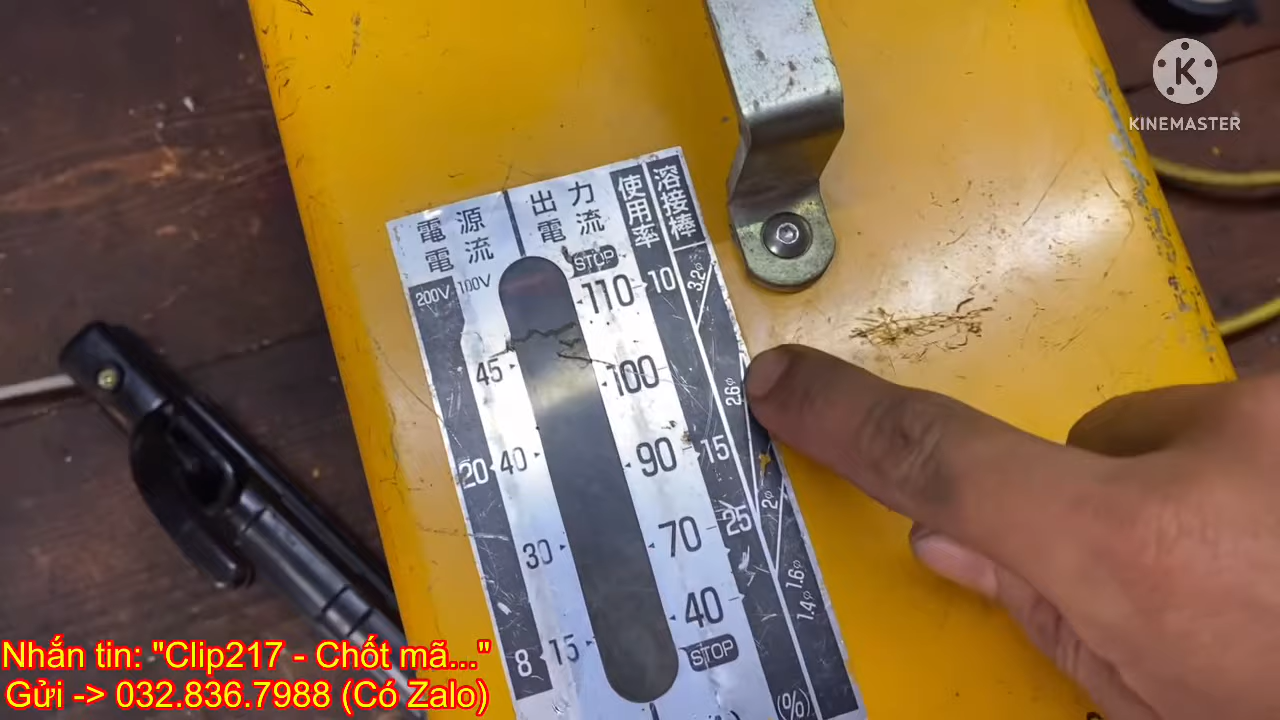 KINEMASTER
電源
電流
出力
電流
使用率
溶接棒
200V 100V
STOP
110
10
3.2φ
45
100
2.6φ
20
40
90
15
2φ
30
70
25
1.6φ
1.4φ
40
8
15
STOP
(%)
Nhắn tin: "Clip217 - Chốt mã..."
Gửi -> 032.836.7988 (Có Zalo)